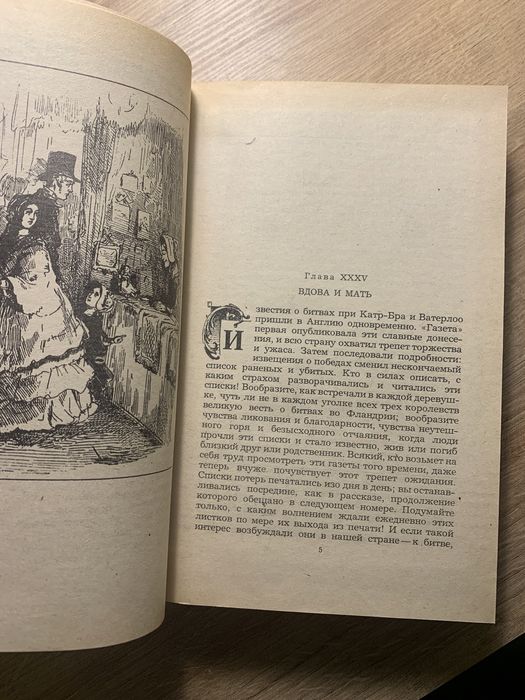 Глава XXXV
ВДОВА И МАТЬ
Известия о битвах при Катр-Бра и Ватерлоо
пришли в Англию одновременно. «Газета»
первая опубликовала эти славные донесе-
ния, и всю страну охватил трепет торжества
и ужаса. Затем последовали подробности:
извещения о победах сменил нескончаемый
список раненых и убитых. Кто в силах описать, с
каким страхом разворачивались и читались эти
списки! Вообразите, как встречали в каждой деревуш-
ке, чуть ли не в каждом уголке всех трех королевств
великую весть о битвах во Фландрии; вообразите
чувства ликования и благодарности, чувства неутеш-
ного горя и безысходного отчаяния, когда люди
прочли эти списки и стало известно, жив или погиб
близкий друг или родственник. Всякий, кто возьмет на
себя труд просмотреть эти газеты того времени, даже
теперь вчуже почувствует этот трепет ожидания.
Списки потерь печатались изо дня в день; вы останав-
ливались посредине, как в рассказе, продолжение
которого обещано в следующем номере. Подумайте
только, с каким волнением ждали ежедневно этих
листков по мере их выхода из печати! И если такой
интерес возбуждали они в нашей стране — к битве,
5